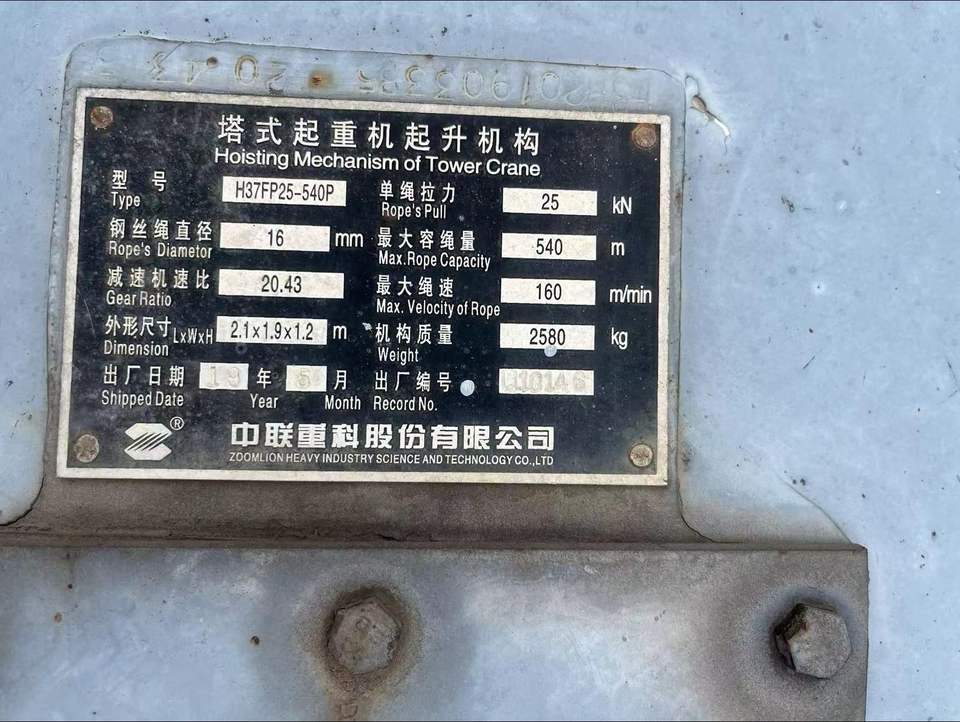 塔式起重机起升机构
Hoisting Mechanism of Tower Crane
型号 H37FP25-540P 单绳拉力 25 kN
Type Rope's Pull
钢丝绳直径 16 mm 最大容绳量 540 m
Rope's Diametor Max.Rope Capacity
减速机速比 20.43 最大绳速 160 m/min
Gear Ratio Max. Velocity of Rope
外形尺寸 LxWxH 2.1×1.9×1.2 m 机构质量 2580 kg
Dimension Weight
出厂日期 19 年 5 月 出厂编号
Shipped Date Year Month Record No.
®
中联重科股份有限公司
ZOOMLION HEAVY INDUSTRY SCIENCE AND TECHNOLOGY CO.,LTD